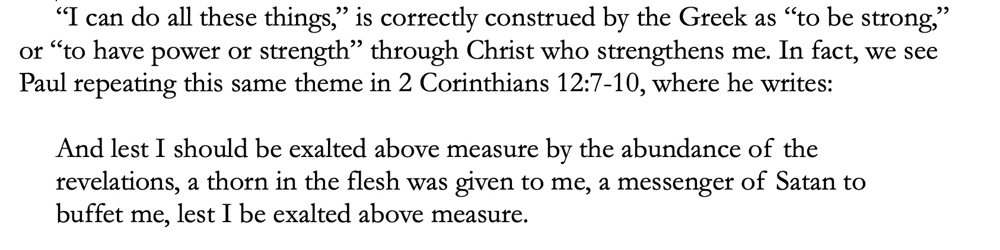 “I can do all these things,” is correctly construed by the Greek as “to be strong,”
or “to have power or strength” through Christ who strengthens me. In fact, we see
Paul repeating this same theme in 2 Corinthians 12:7-10, where he writes:
And lest I should be exalted above measure by the abundance of the
revelations, a thorn in the flesh was given to me, a messenger of Satan to
buffet me, lest I be exalted above measure.